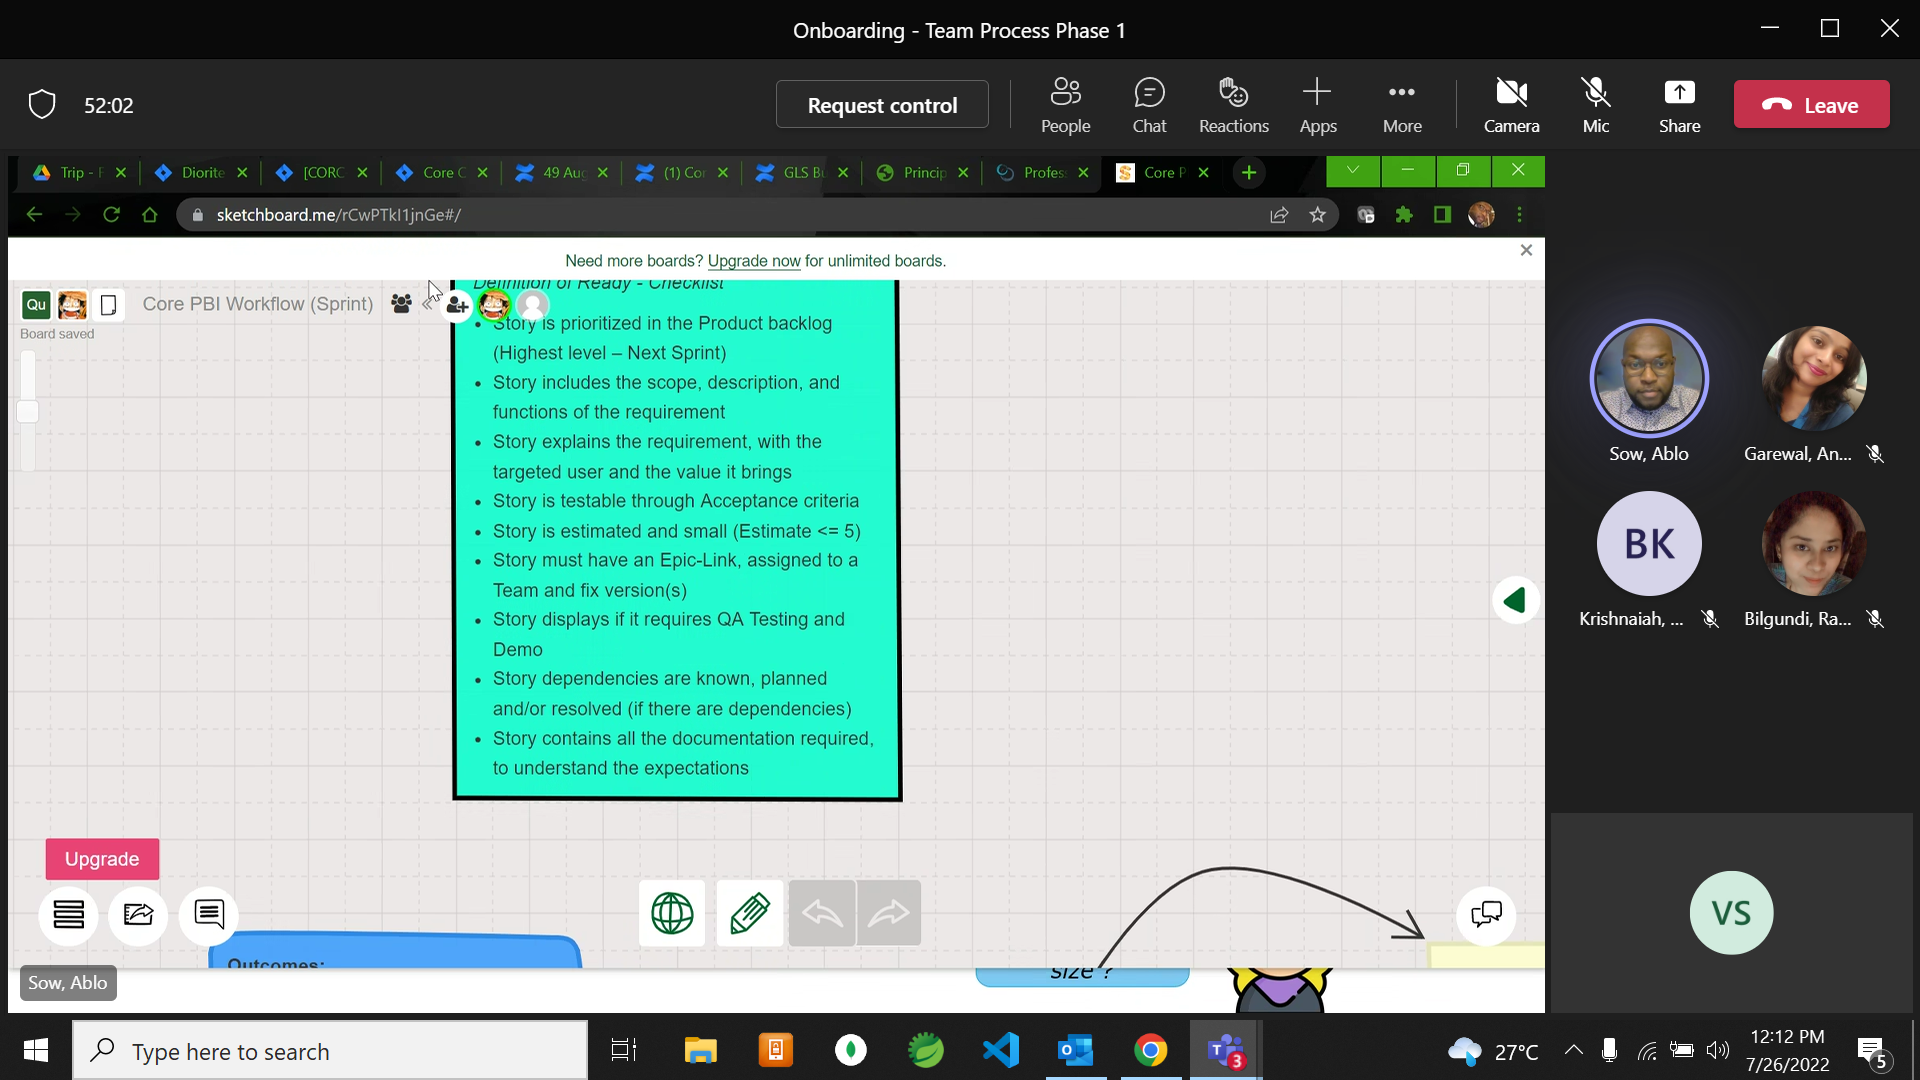 Onboarding - Team Process Phase 1
52:02
Request control
People
Chat
Reactions
Apps
More
Camera
Mic
Share
Leave
Trip - F
Diorite
[CORC
Core C
49 Aug
(1) Cor
GLS Bu
Princip
Profes
Core P
sketchboard.me/rCwPTkI1jnGe#/
Need more boards? Upgrade now for unlimited boards.
Qu
Core PBI Workflow (Sprint)
Board saved
Definition of Ready - Checklist
• Story is prioritized in the Product backlog
(Highest level – Next Sprint)
• Story includes the scope, description, and
functions of the requirement
• Story explains the requirement, with the
targeted user and the value it brings
• Story is testable through Acceptance criteria
• Story is estimated and small (Estimate <= 5)
• Story must have an Epic-Link, assigned to a
Team and fix version(s)
• Story displays if it requires QA Testing and
Demo
• Story dependencies are known, planned
and/or resolved (if there are dependencies)
• Story contains all the documentation required,
to understand the expectations
Upgrade
Outcomes:
size ?
Sow, Ablo
Sow, Ablo
Garewal, An...
BK
Krishnaiah, ...
Bilgundi, Ra...
VS
Type here to search
T
3
27°C
12:12 PM
7/26/2022
5